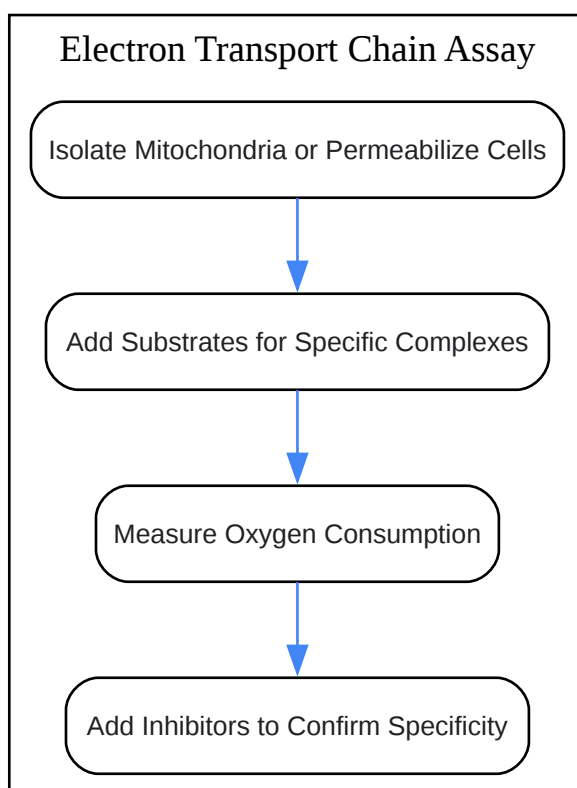 Electron Transport Chain Assay
Isolate Mitochondria or Permeabilize Cells
Add Substrates for Specific Complexes
Measure Oxygen Consumption
Add Inhibitors to Confirm Specificity